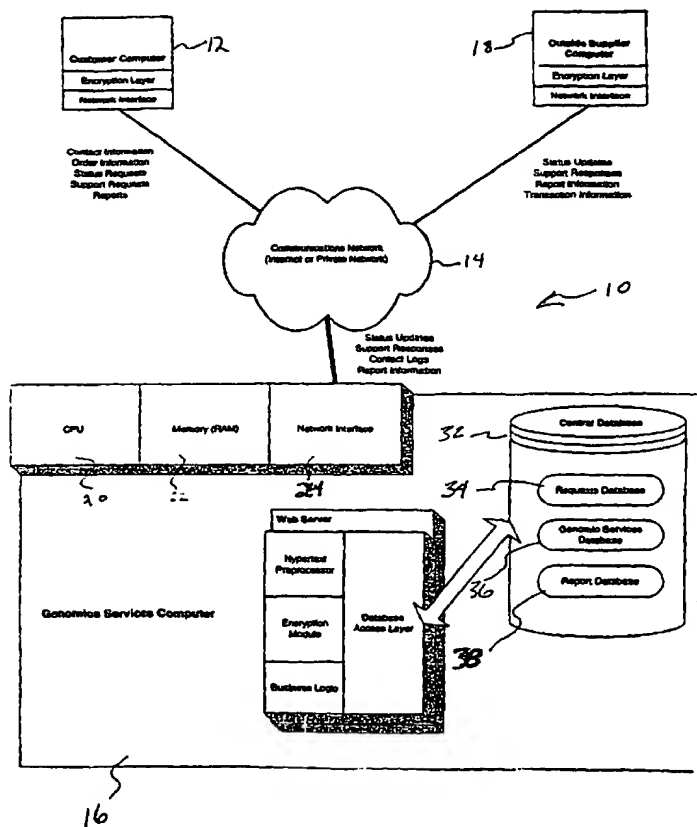 Customer Computer
Encryption Layer
Network Interface
12
18
Outside Supplier
Computer
Encryption Layer
Network Interface
Contact Information
Order Information
Status Requests
Support Requests
Reports
Status Updates
Support Responses
Report Information
Transaction Information
Communications Network
(Internet or Private Network)
14
10
Status Updates
Support Responses
Contact Logs
Report Information
CPU
Memory (RAM)
Network Interface
20
22
24
32
Central Database
34
Requests Database
Genomic Services
Database
36
Report Database
38
Web Server
Hypertext
Preprocessor
Encryption
Module
Business Logic
Database
Access Layer
Genomics Services Computer
16